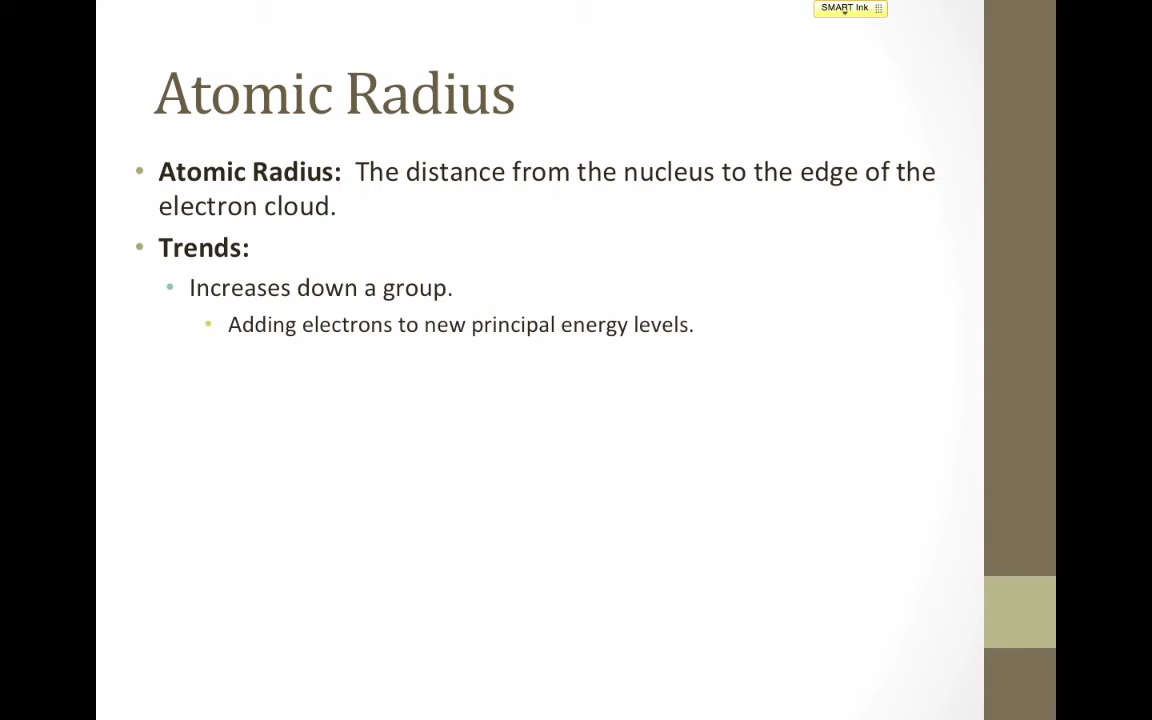 SMART Ink
Atomic Radius
• Atomic Radius: The distance from the nucleus to the edge of the
electron cloud.
• Trends:
• Increases down a group.
• Adding electrons to new principal energy levels.